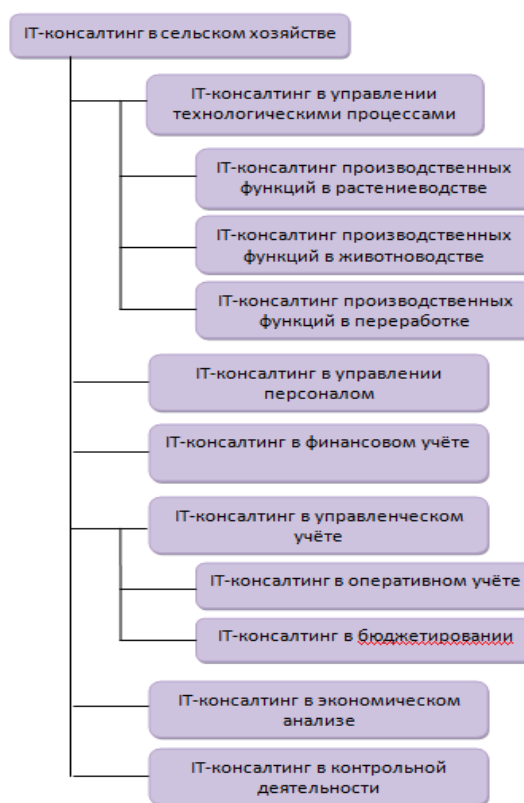 IT-консалтинг в сельском хозяйстве
IT-консалтинг в управлении
технологическими процессами
IT-консалтинг производственных
функций в растениеводстве
IT-консалтинг производственных
функций в животноводстве
IT-консалтинг производственных
функций в переработке
IT-консалтинг в управлении
персоналом
IT-консалтинг в финансовом учёте
IT-консалтинг в управленческом
учёте
IT-консалтинг в оперативном учёте
IT-консалтинг в бюджетировании
IT-консалтинг в экономическом
анализе
IT-консалтинг в контрольной
деятельности